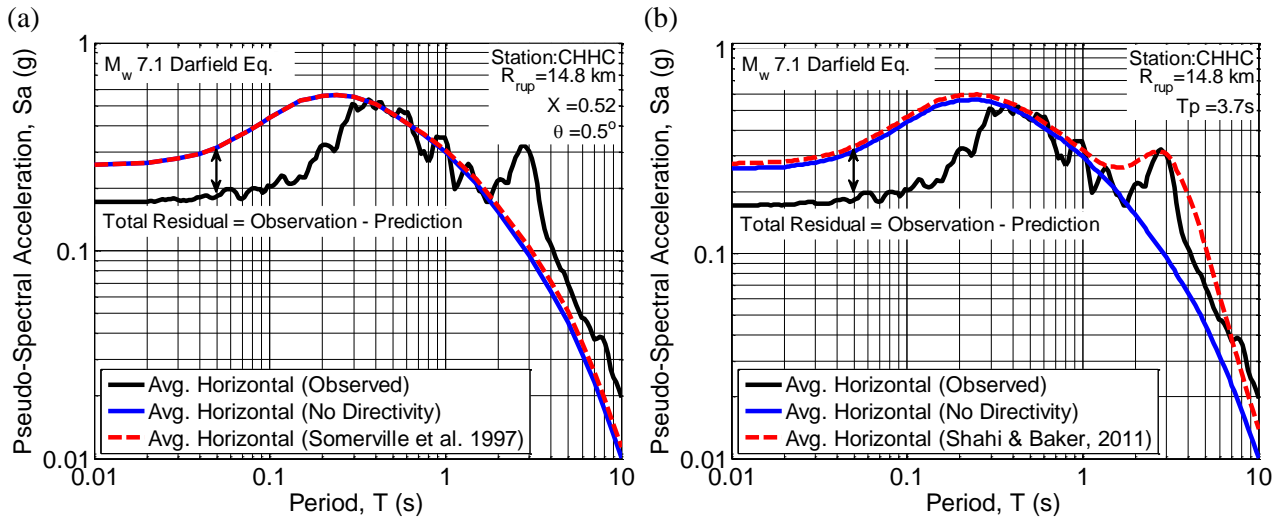 (a)
Pseudo-Spectral Acceleration, Sa (g)
1
0.1
0.01
M_w 7.1 Darfield Eq.
Station:CHHC
R_rup=14.8 km
X =0.52
θ =0.5°
Total Residual = Observation - Prediction
Avg. Horizontal (Observed)
Avg. Horizontal (No Directivity)
Avg. Horizontal (Somerville et al. 1997)
0.01 0.1 1 10
Period, T (s)
(b)
Pseudo-Spectral Acceleration, Sa (g)
1
0.1
0.01
M_w 7.1 Darfield Eq.
Station:CHHC
R_rup=14.8 km
Tp =3.7s
Total Residual = Observation - Prediction
Avg. Horizontal (Observed)
Avg. Horizontal (No Directivity)
Avg. Horizontal (Shahi & Baker, 2011)
0.01 0.1 1 10
Period, T (s)